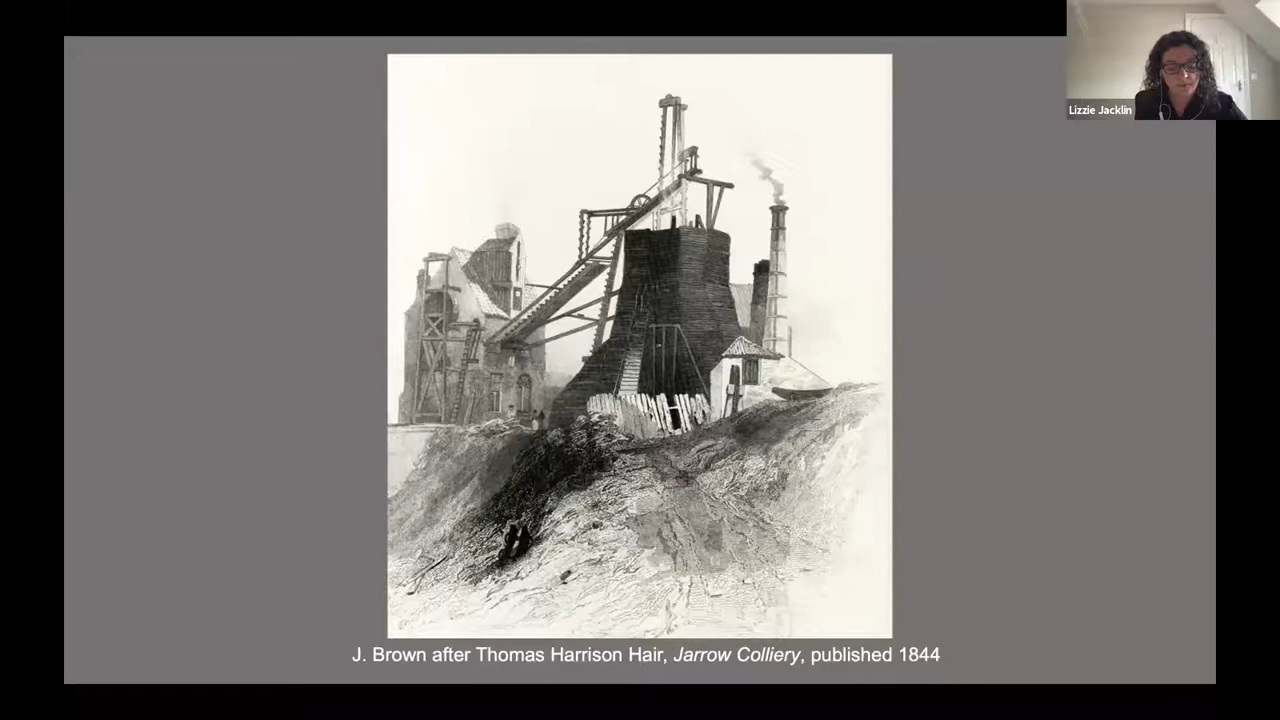 Lizzie Jacklin
J. Brown after Thomas Harrison Hair, Jarrow Colliery, published 1844